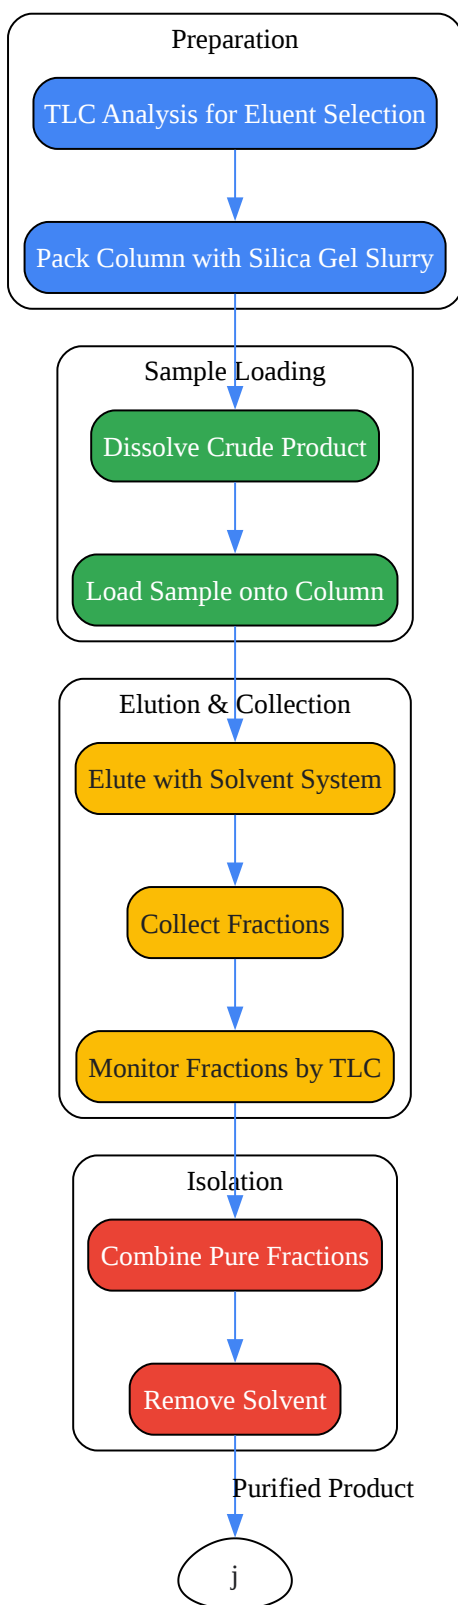 Preparation
TLC Analysis for Eluent Selection
Pack Column with Silica Gel Slurry
Sample Loading
Dissolve Crude Product
Load Sample onto Column
Elution & Collection
Elute with Solvent System
Collect Fractions
Monitor Fractions by TLC
Isolation
Combine Pure Fractions
Remove Solvent
Purified Product
j